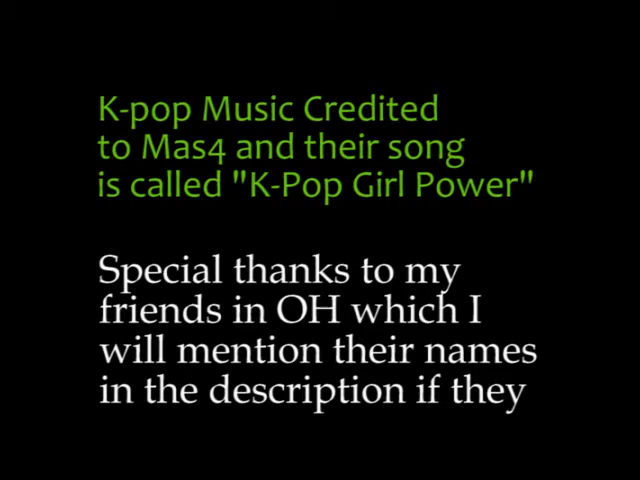 K-pop Music Credited
to Mas4 and their song
is called "K-Pop Girl Power"
Special thanks to my
friends in OH which I
will mention their names
in the description if they